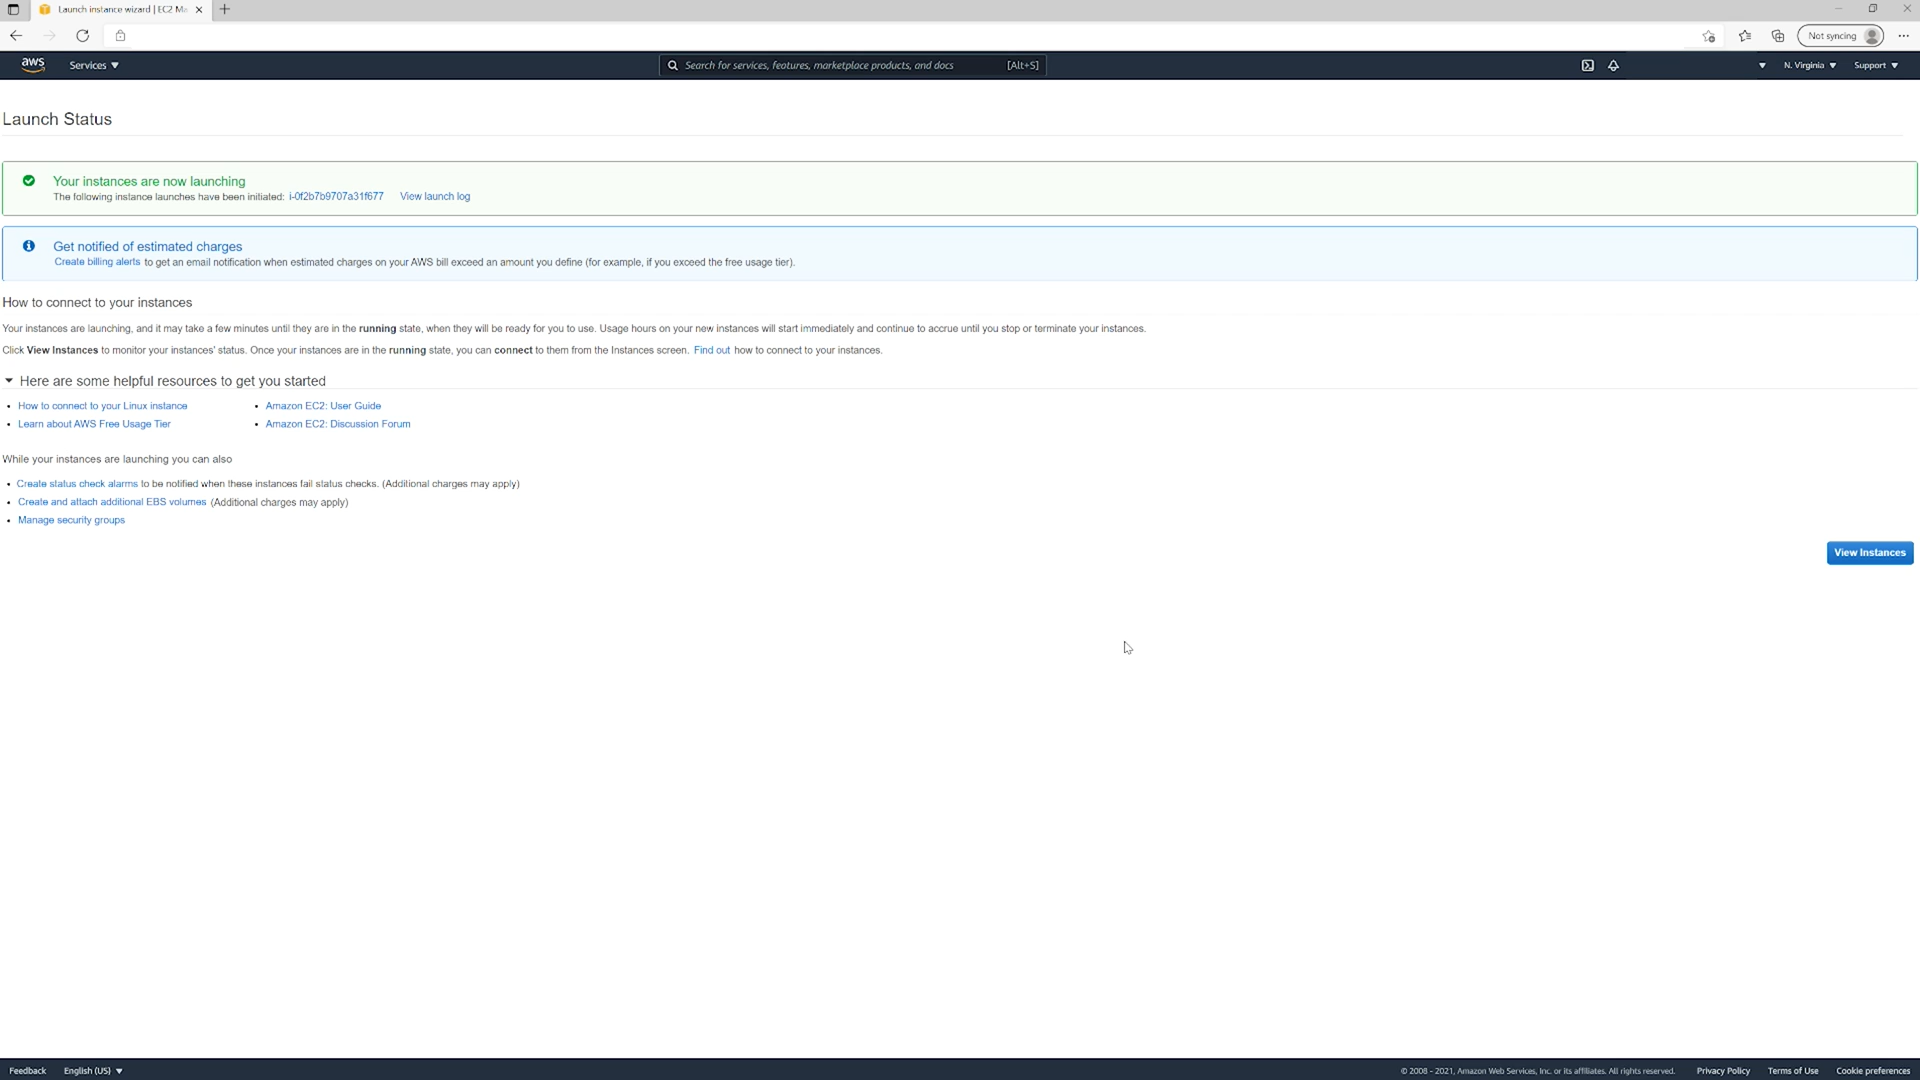 Launch instance wizard | EC2 Ma
Not syncing
aws
Services
Search for services, features, marketplace products, and docs [Alt+S]
N. Virginia
Support
Launch Status
Your instances are now launching
The following instance launches have been initiated: i-0f2b7b9707a31f677 View launch log
Get notified of estimated charges
Create billing alerts to get an email notification when estimated charges on your AWS bill exceed an amount you define (for example, if you exceed the free usage tier).
How to connect to your instances
Your instances are launching, and it may take a few minutes until they are in the running state, when they will be ready for you to use. Usage hours on your new instances will start immediately and continue to accrue until you stop or terminate your instances.
Click View Instances to monitor your instances' status. Once your instances are in the running state, you can connect to them from the Instances screen. Find out how to connect to your instances.
Here are some helpful resources to get you started
• How to connect to your Linux instance
• Learn about AWS Free Usage Tier
• Amazon EC2: User Guide
• Amazon EC2: Discussion Forum
While your instances are launching you can also
• Create status check alarms to be notified when these instances fail status checks. (Additional charges may apply)
• Create and attach additional EBS volumes (Additional charges may apply)
• Manage security groups
View Instances
Feedback
English (US)
© 2008 - 2021, Amazon Web Services, Inc. or its affiliates. All rights reserved.
Privacy Policy
Terms of Use
Cookie preferences